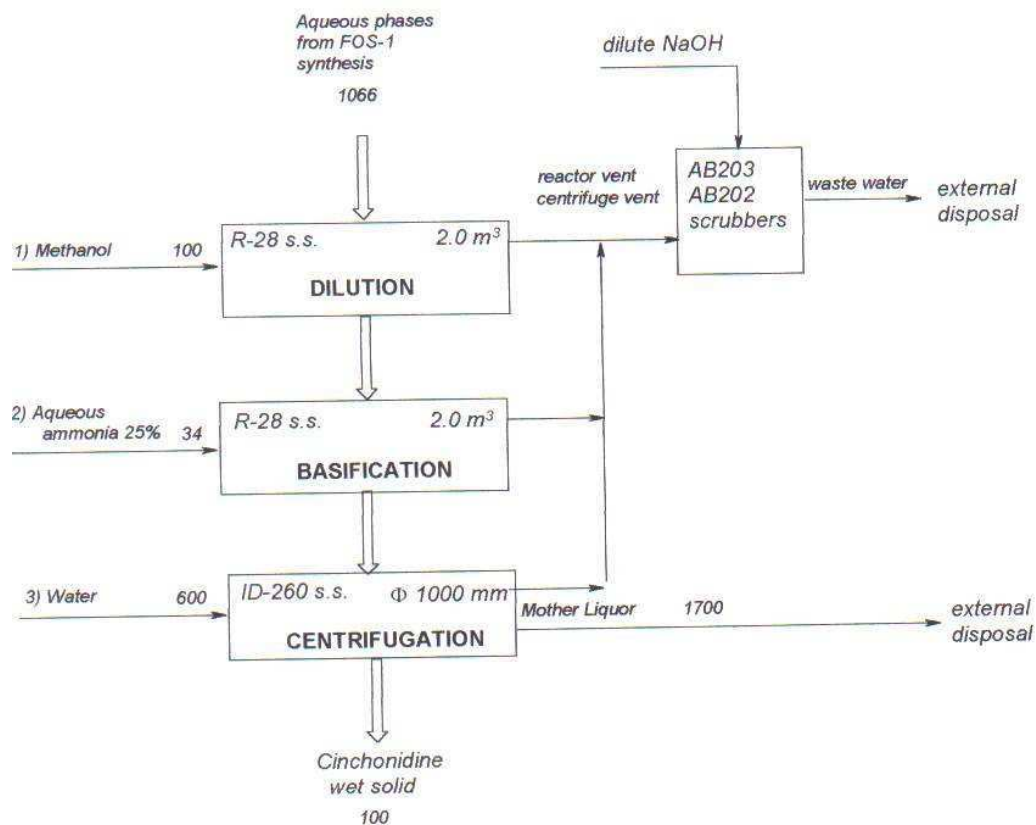 Aqueous phases
from FOS-1
synthesis
1066
dilute NaOH
AB203
AB202
scrubbers
reactor vent
centrifuge vent
waste water
external
disposal
1) Methanol 100
R-28 s.s. 2.0 m³
DILUTION
2) Aqueous
ammonia 25% 34
R-28 s.s. 2.0 m³
BASIFICATION
3) Water 600
ID-260 s.s. Φ 1000 mm
CENTRIFUGATION
Mother Liquor 1700
external
disposal
Cinchonidine
wet solid
100